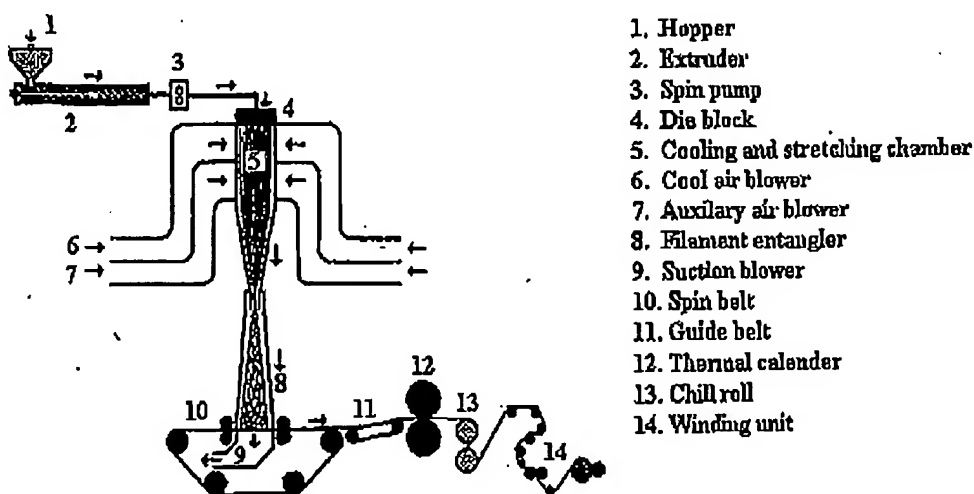 1
3
2
4
5
6
7
8
10
9
11
12
13
14
1. Hopper
2. Extruder
3. Spin pump
4. Die block
5. Cooling and stretching chamber
6. Cool air blower
7. Auxilary air blower
8. Filament entangler
9. Suction blower
10. Spin belt
11. Guide belt
12. Thermal calender
13. Chill roll
14. Winding unit